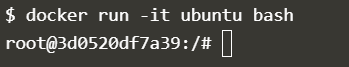 $ docker run -it ubuntu bash
root@3d0520df7a39:/#